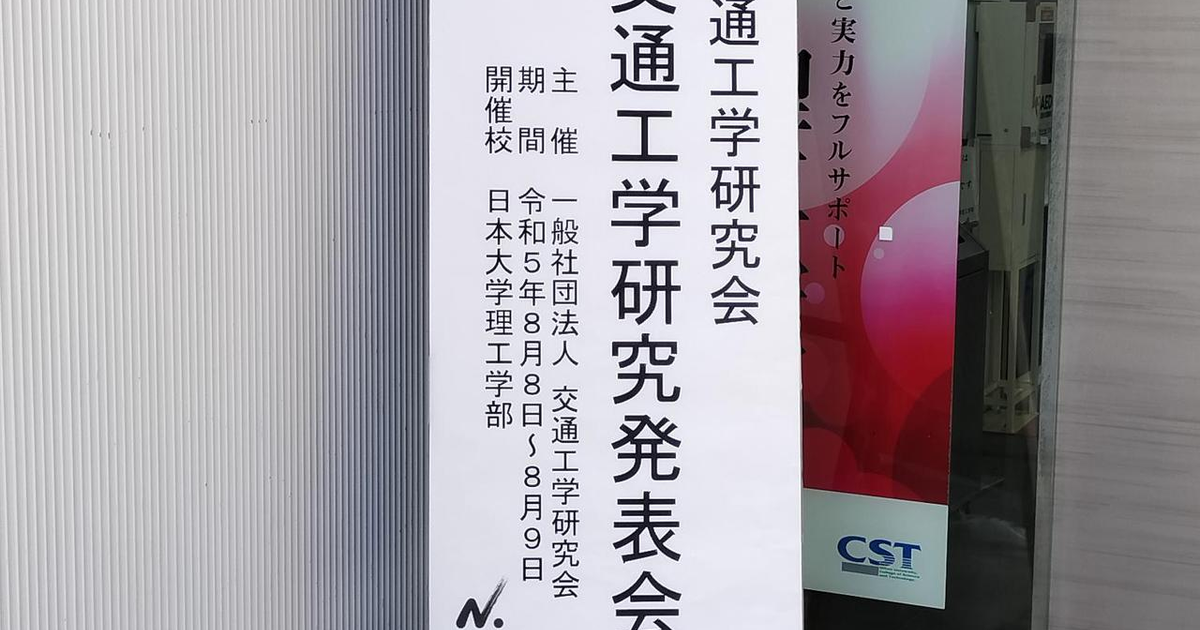 通工学研究会
交通工学研究発表会
主催 一般社団法人 交通工学研究会
期間 令和5年8月8日~8月9日
開催校 日本大学理工学部
N.
と実力をフルサポート
CST
AED